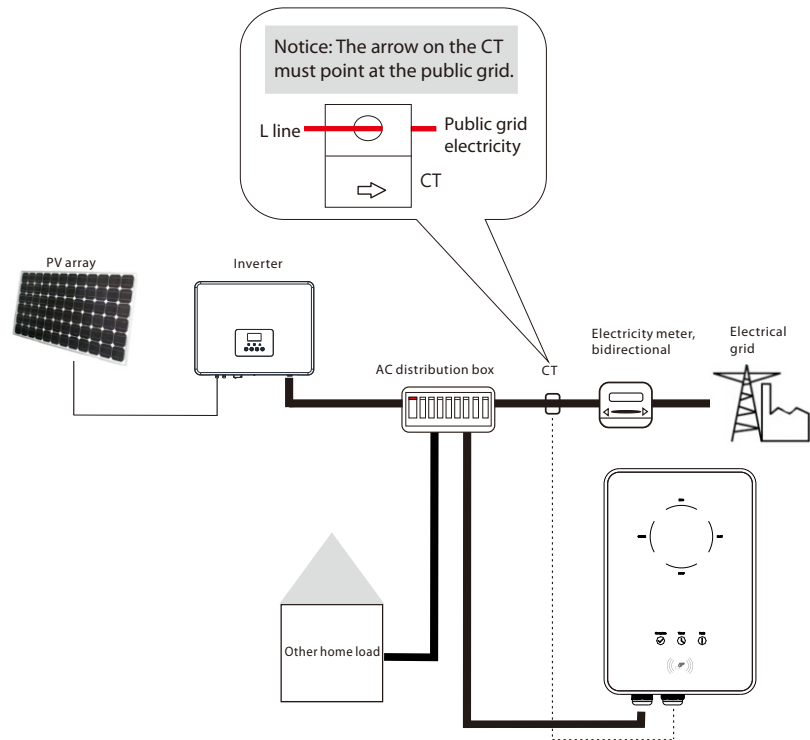 Notice: The arrow on the CT
must point at the public grid.
L line
Public grid
electricity
CT
PV array
Inverter
Electricity meter,
bidirectional
Electrical
grid
AC distribution box
CT
Other home load